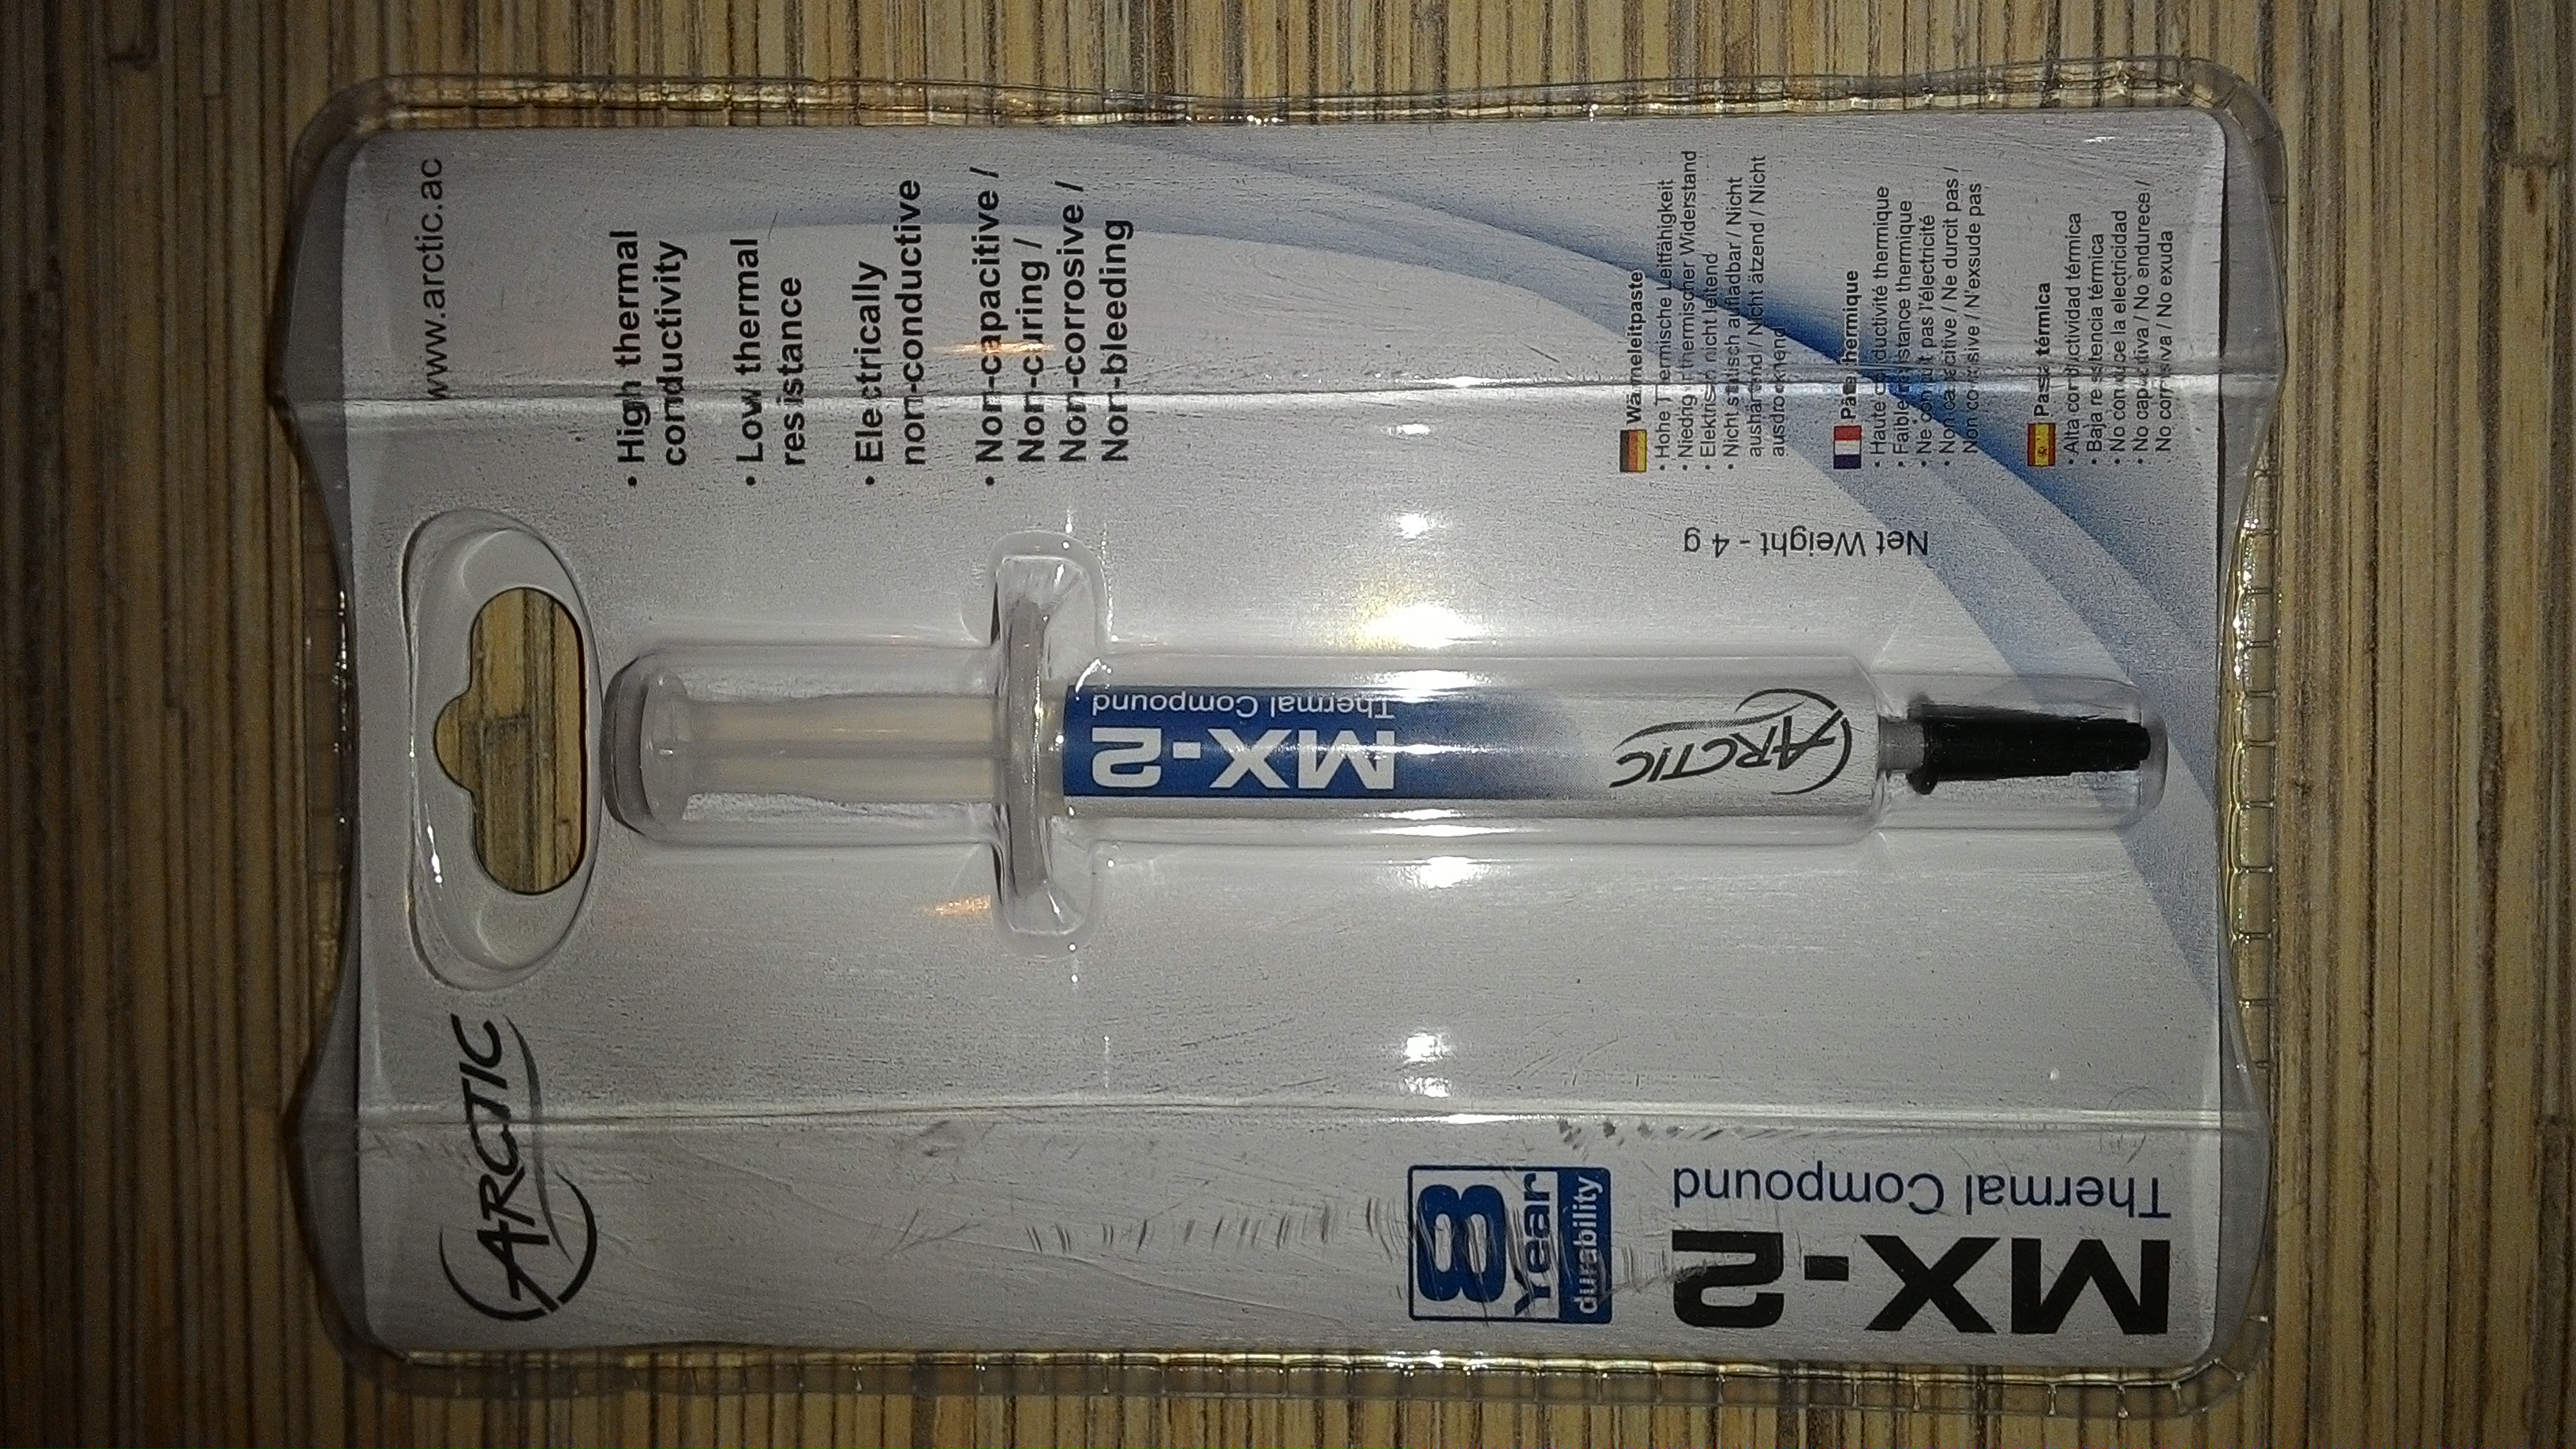 ARCTIC
www.arctic.ac
• High thermal
conductivity
• Low thermal
resistance
• Electrically
non-conductive
• Non-capacitive /
Non-curing /
Non-corrosive /
Non-bleeding
MX-2
Thermal Compound
ARCTIC
8
Year
durability
MX-2
Thermal Compound
Net Weight - 4 g
Wärmeleitpaste
• Hohe Thermische Leitfähigkeit
• Niedriger thermischer Widerstand
• Elektrisch nicht leitend
• Nicht statisch aufladbar / Nicht
aushärtend / Nicht ätzend / Nicht
ausdrocknend
Pâte thermique
• Haute conductivité thermique
• Faible résistance thermique
• Ne conduit pas l'électricité
• Non capacitive / Ne durcit pas /
Non corrosive / N'exsude pas
Pasta térmica
• Alta conductividad térmica
• Baja resistencia térmica
• No conduce la electricidad
• No capacitiva / No endurece /
No corrosiva / No exuda